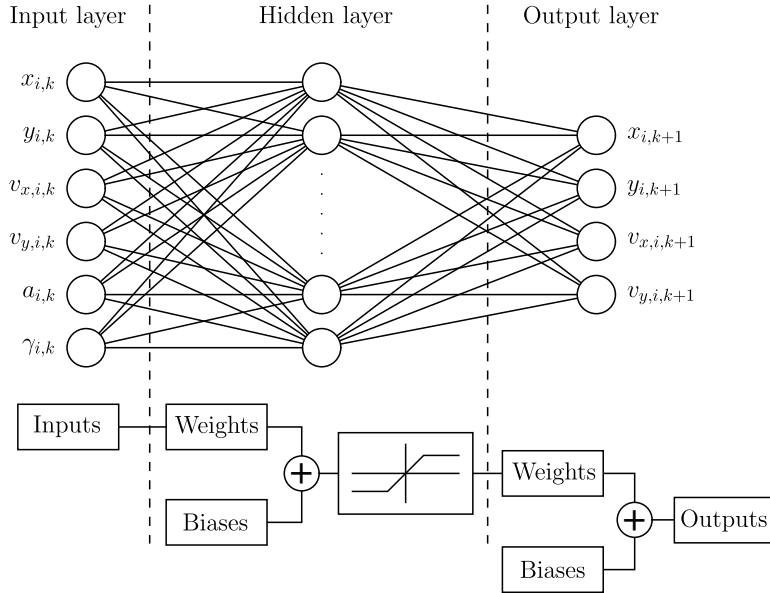 Input layer Hidden layer Output layer
x_{i,k}
y_{i,k} x_{i,k+1}
v_{x,i,k} y_{i,k+1}
v_{y,i,k} v_{x,i,k+1}
a_{i,k} v_{y,i,k+1}
γ_{i,k}
Inputs Weights
+
Weights
Biases
+ Outputs
Biases